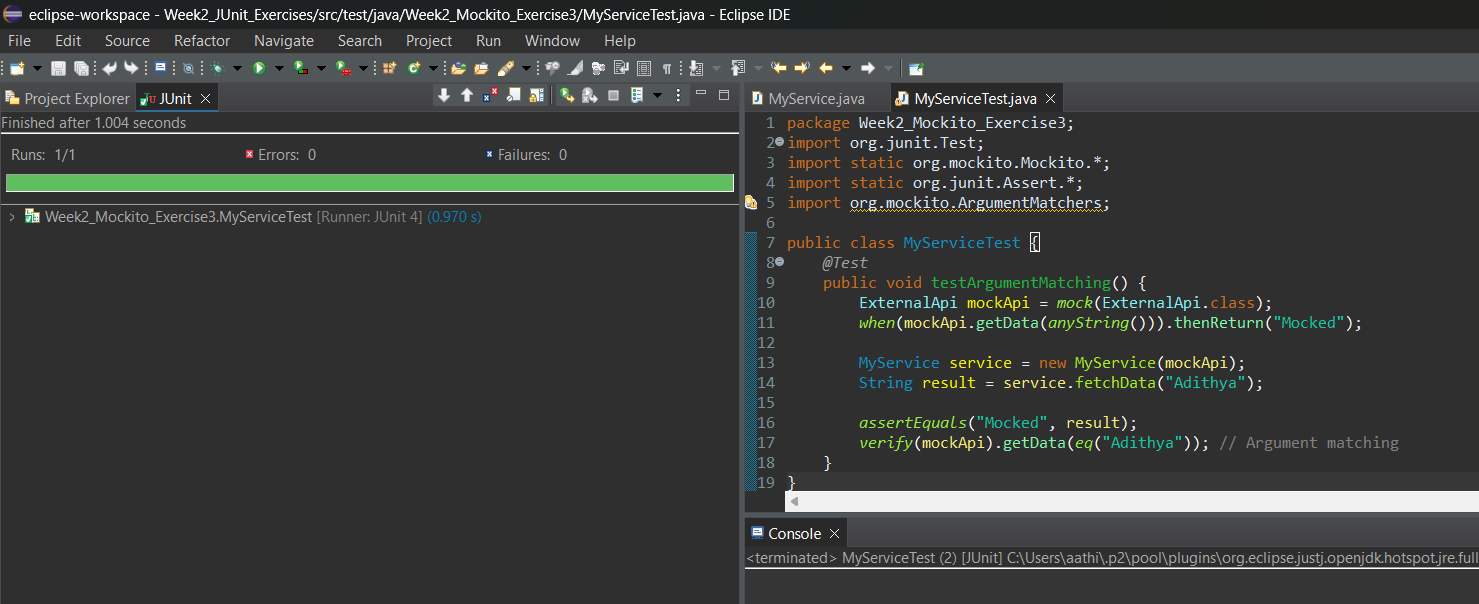 eclipse-workspace - Week2_JUnit_Exercises/src/test/java/Week2_Mockito_Exercise3/MyServiceTest.java - Eclipse IDE
File Edit Source Refactor Navigate Search Project Run Window Help
Project Explorer JUnit
Finished after 1.004 seconds
Runs: 1/1 Errors: 0 Failures: 0
Week2_Mockito_Exercise3.MyServiceTest [Runner: JUnit 4] (0.970 s)
MyService.java MyServiceTest.java
1 package Week2_Mockito_Exercise3;
2 import org.junit.Test;
3 import static org.mockito.Mockito.*;
4 import static org.junit.Assert.*;
5 import org.mockito.ArgumentMatchers;
6
7 public class MyServiceTest {
8     @Test
9     public void testArgumentMatching() {
10         ExternalApi mockApi = mock(ExternalApi.class);
11         when(mockApi.getData(anyString())).thenReturn("Mocked");
12
13         MyService service = new MyService(mockApi);
14         String result = service.fetchData("Adithya");
15
16         assertEquals("Mocked", result);
17         verify(mockApi).getData(eq("Adithya")); // Argument matching
18     }
19 }
Console
<terminated> MyServiceTest (2) [JUnit] C:\Users\aathi\.p2\pool\plugins\org.eclipse.justj.openjdk.hotspot.jre.full